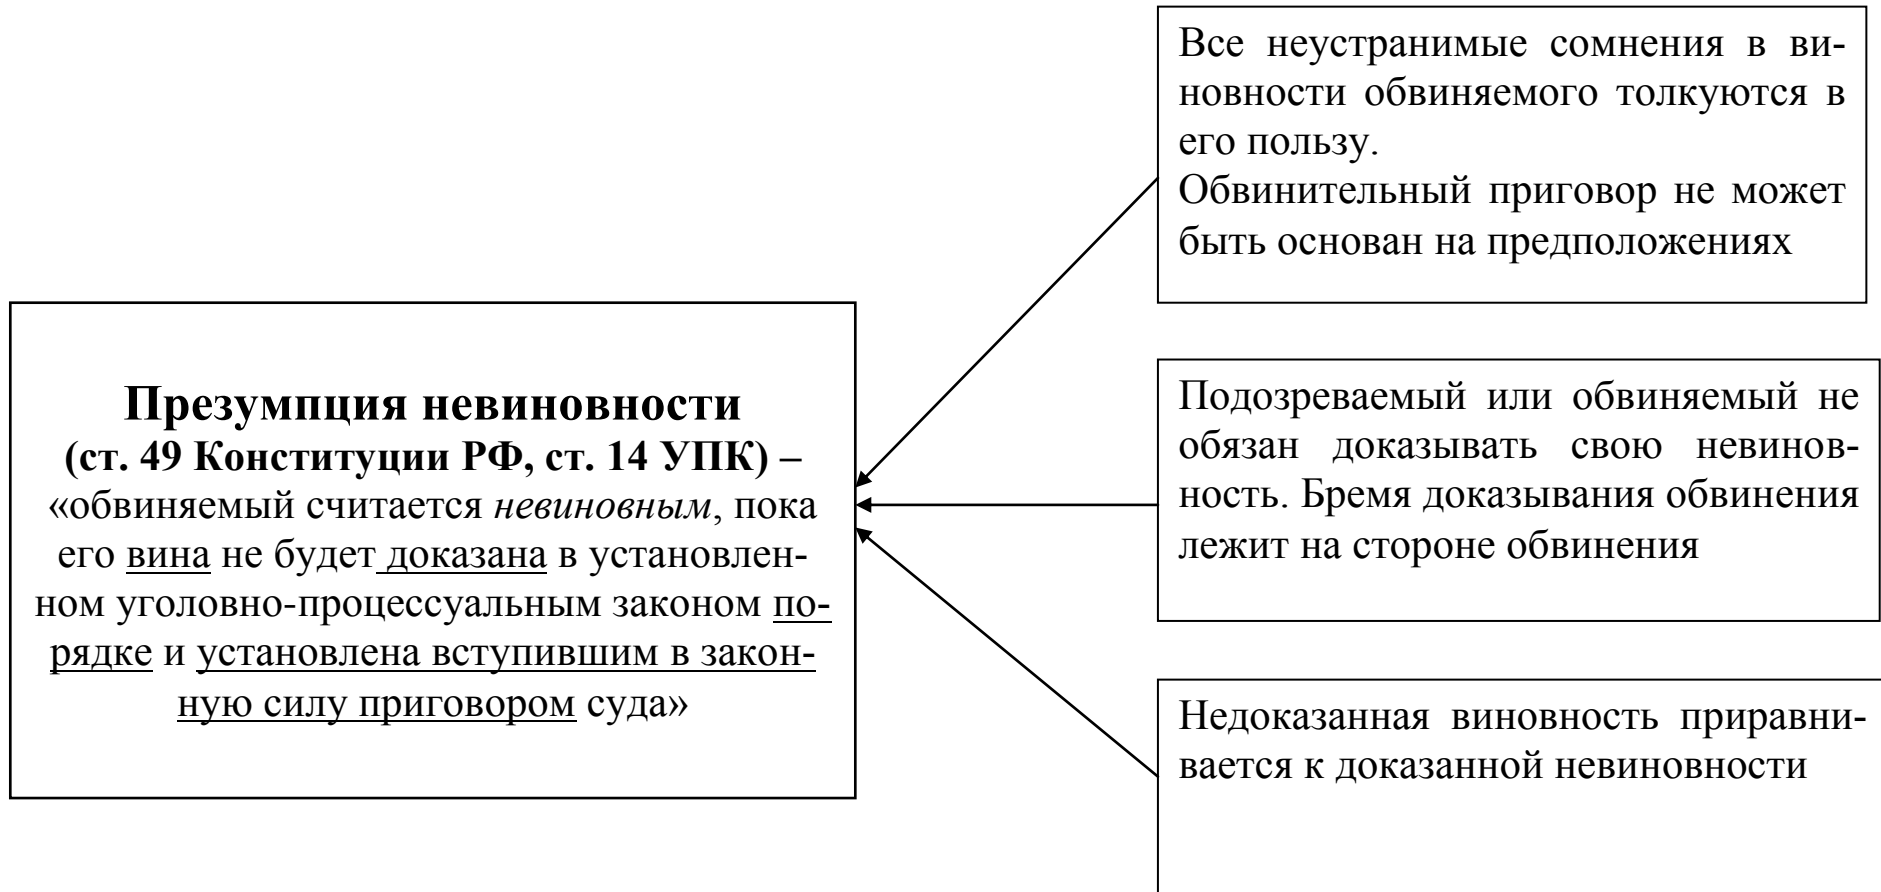 Все неустранимые сомнения в ви-
новности обвиняемого толкуются в
его пользу.
Обвинительный приговор не может
быть основан на предположениях
Презумпция невиновности
(ст. 49 Конституции РФ, ст. 14 УПК) –
«обвиняемый считается невиновным, пока
его вина не будет доказана в установлен-
ном уголовно-процессуальным законом по-
рядке и установлена вступившим в закон-
ную силу приговором суда»
Подозреваемый или обвиняемый не
обязан доказывать свою невинов-
ность. Бремя доказывания обвинения
лежит на стороне обвинения
Недоказанная виновность приравни-
вается к доказанной невиновности